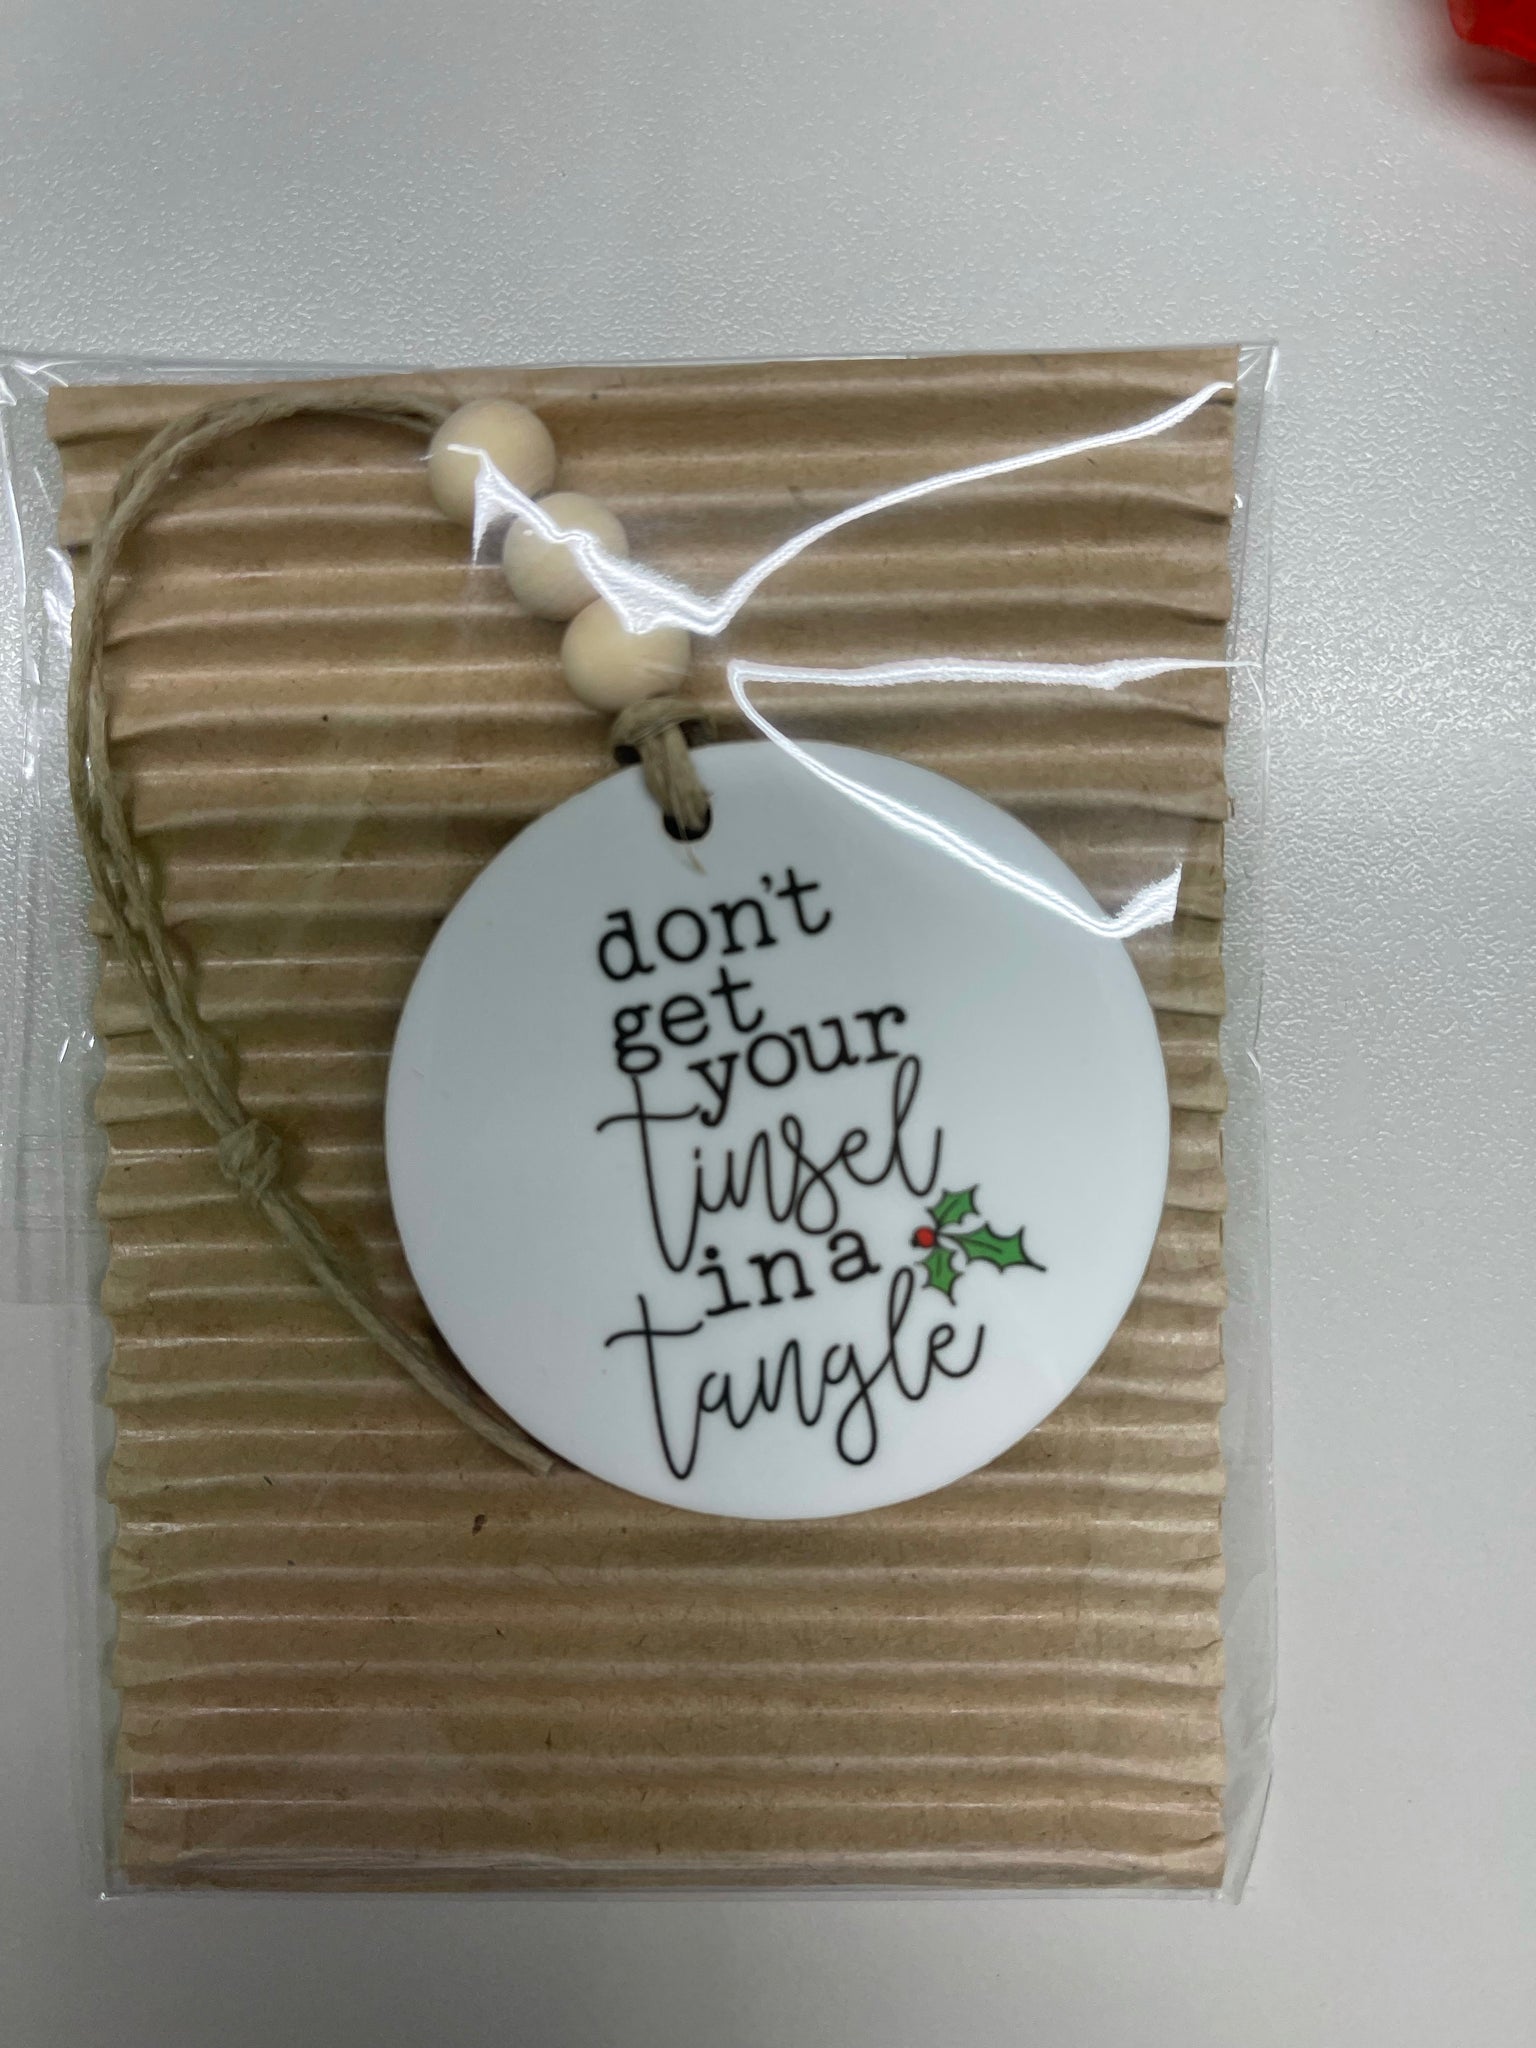 don't
get
your
tinsel
in a
tangle